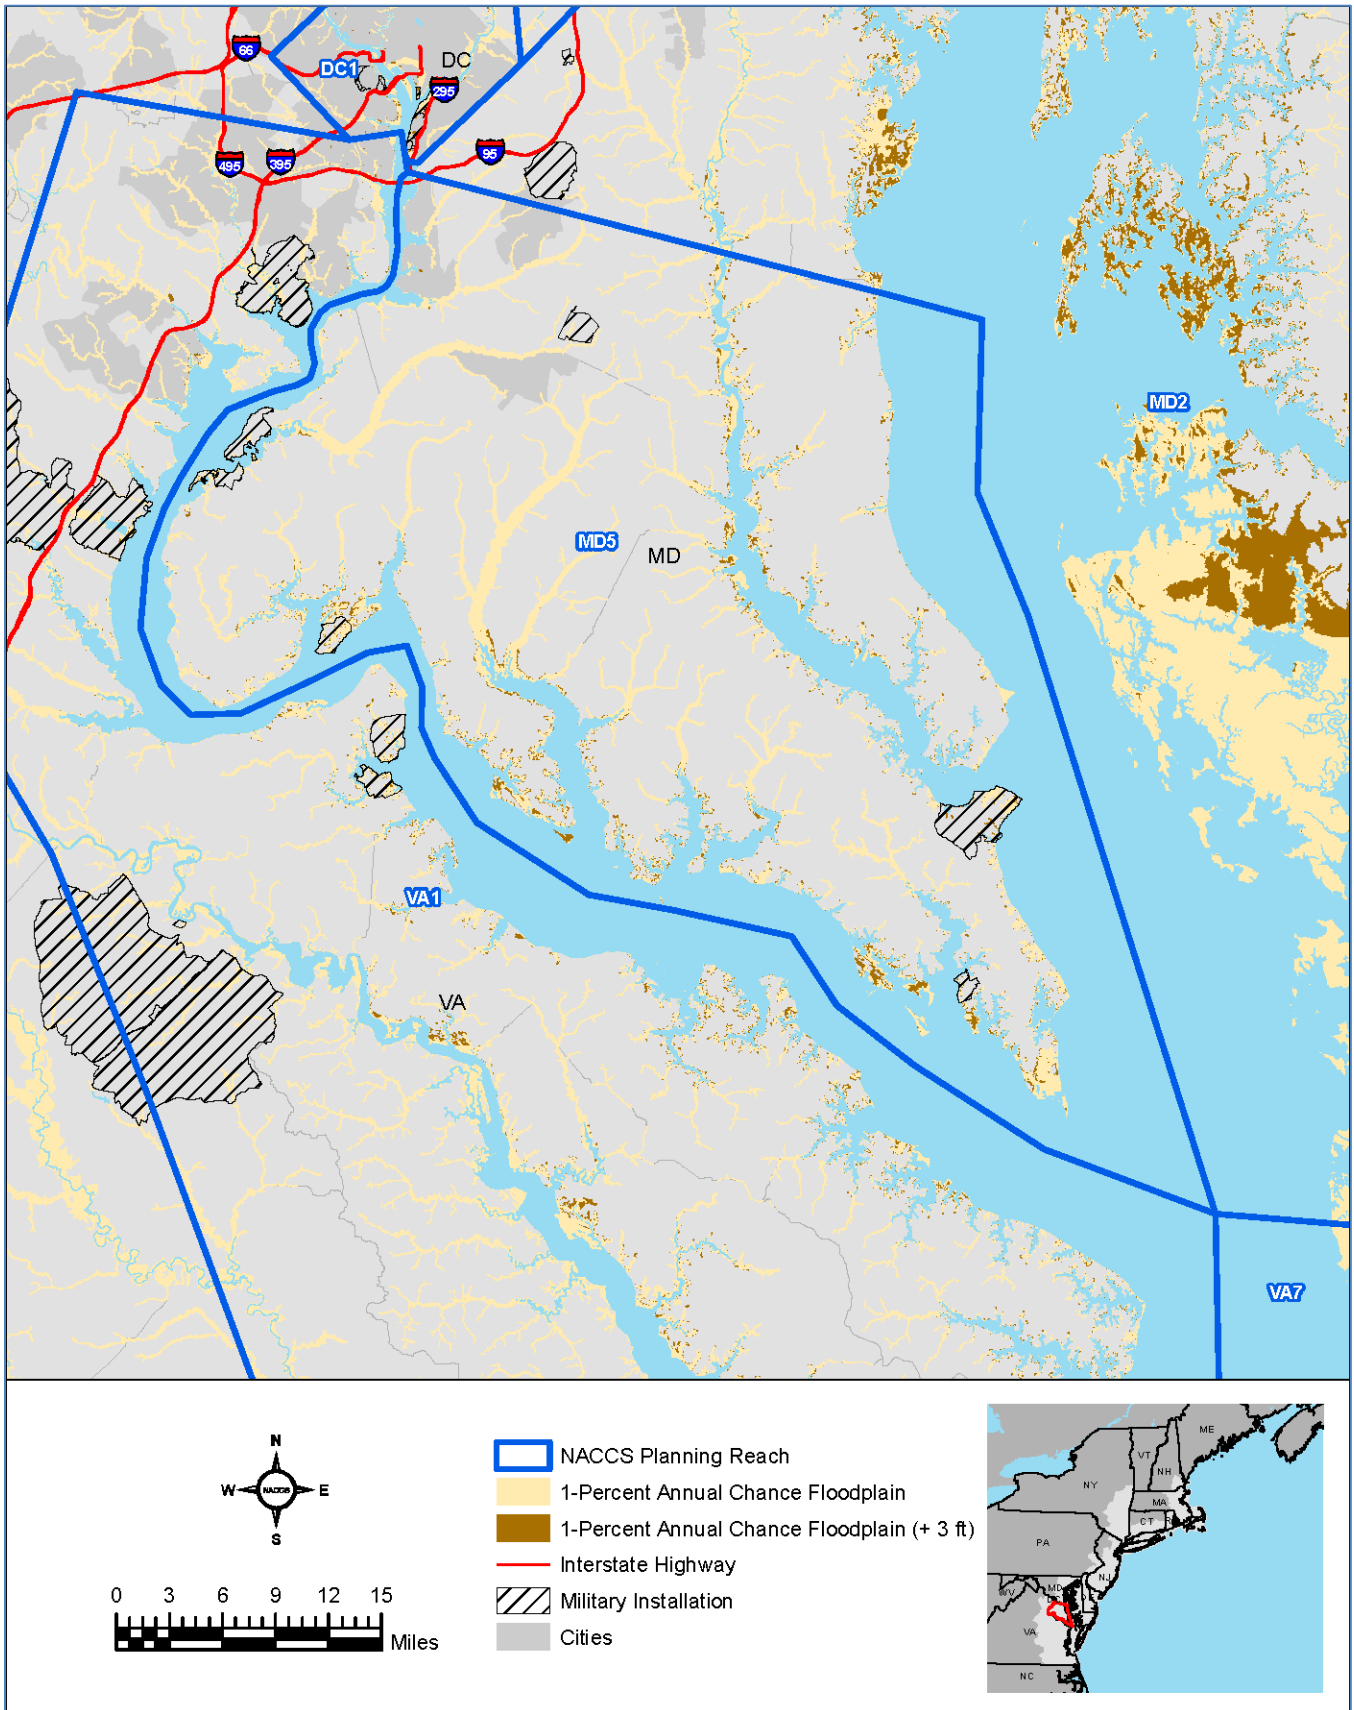 66
DC1
DC
295
495
395
95
MD2
MD5
MD
VA1
VA
VA7
N
W NACCS E
S
0 3 6 9 12 15
Miles
NACCS Planning Reach
1-Percent Annual Chance Floodplain
1-Percent Annual Chance Floodplain (+ 3 ft)
Interstate Highway
Military Installation
Cities
ME
VT
NH
NY
MA
CT
PA
NJ
WV
MD
VA
NC